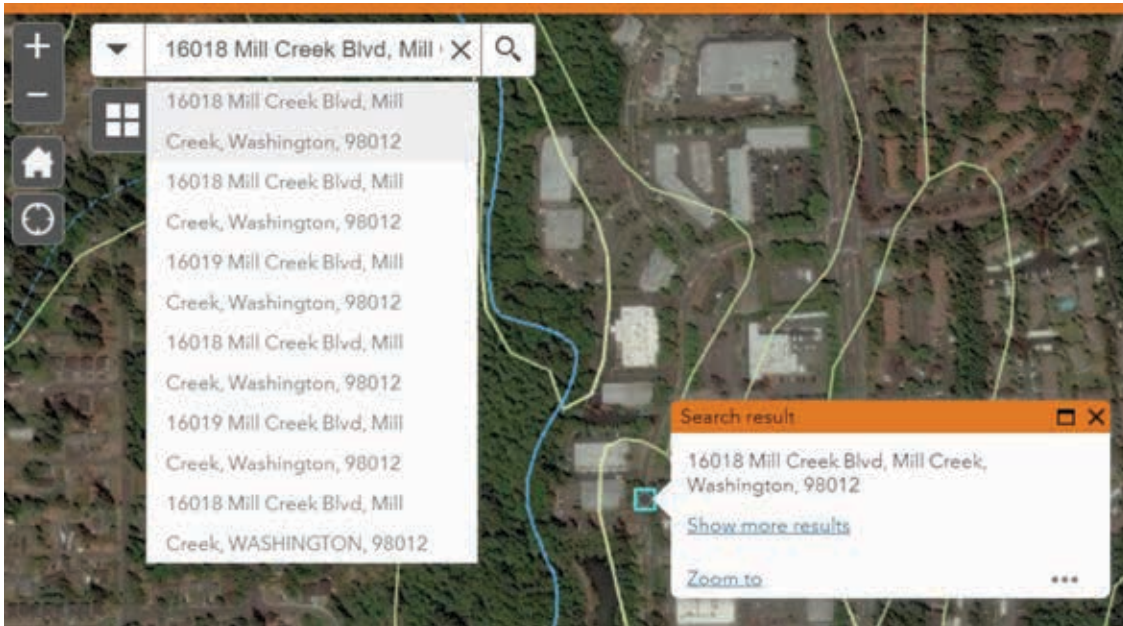 16018 Mill Creek Blvd, Mill
16018 Mill Creek Blvd, Mill
Creek, Washington, 98012
16018 Mill Creek Blvd, Mill
Creek, Washington, 98012
16019 Mill Creek Blvd, Mill
Creek, Washington, 98012
16018 Mill Creek Blvd, Mill
Creek, Washington, 98012
16019 Mill Creek Blvd, Mill
Creek, Washington, 98012
16018 Mill Creek Blvd, Mill
Creek, WASHINGTON, 98012
Search result
16018 Mill Creek Blvd, Mill Creek,
Washington, 98012
Show more results
Zoom to